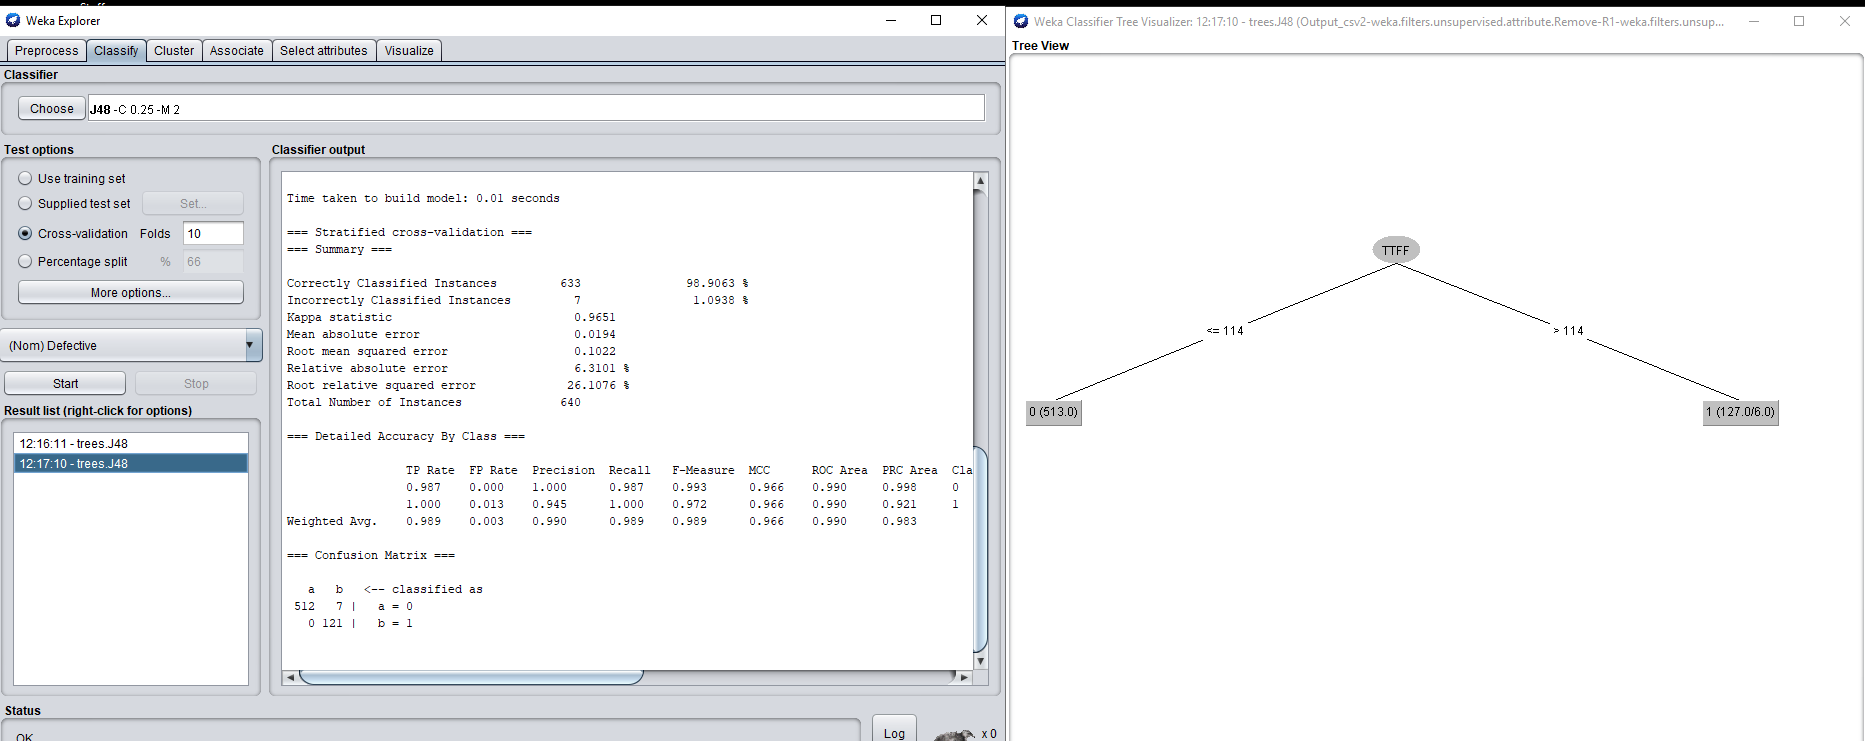 Weka Explorer
Preprocess Classify Cluster Associate Select attributes Visualize
Classifier
Choose J48 -C 0.25 -M 2
Test options
Use training set
Supplied test set Set...
Cross-validation Folds 10
Percentage split % 66
More options...
(Nom) Defective
Start Stop
Result list (right-click for options)
12:16:11 - trees.J48
12:17:10 - trees.J48
Classifier output
Time taken to build model: 0.01 seconds
=== Stratified cross-validation ===
=== Summary ===
Correctly Classified Instances 633 98.9063 %
Incorrectly Classified Instances 7 1.0938 %
Kappa statistic 0.9651
Mean absolute error 0.0194
Root mean squared error 0.1022
Relative absolute error 6.3101 %
Root relative squared error 26.1076 %
Total Number of Instances 640
=== Detailed Accuracy By Class ===
TP Rate FP Rate Precision Recall F-Measure MCC ROC Area PRC Area Cla
0.987 0.000 1.000 0.987 0.993 0.966 0.990 0.998 0
1.000 0.013 0.945 1.000 0.972 0.966 0.990 0.921 1
Weighted Avg. 0.989 0.003 0.990 0.989 0.989 0.966 0.990 0.983
=== Confusion Matrix ===
a b <-- classified as
512 7 | a = 0
0 121 | b = 1
Status
OK
Log x 0
Weka Classifier Tree Visualizer: 12:17:10 - trees.J48 (Output_csv2-weka.filters.unsupervised.attribute.Remove-R1-weka.filters.unsup...
Tree View
TTFF
<= 114 > 114
0 (513.0) 1 (127.0/6.0)